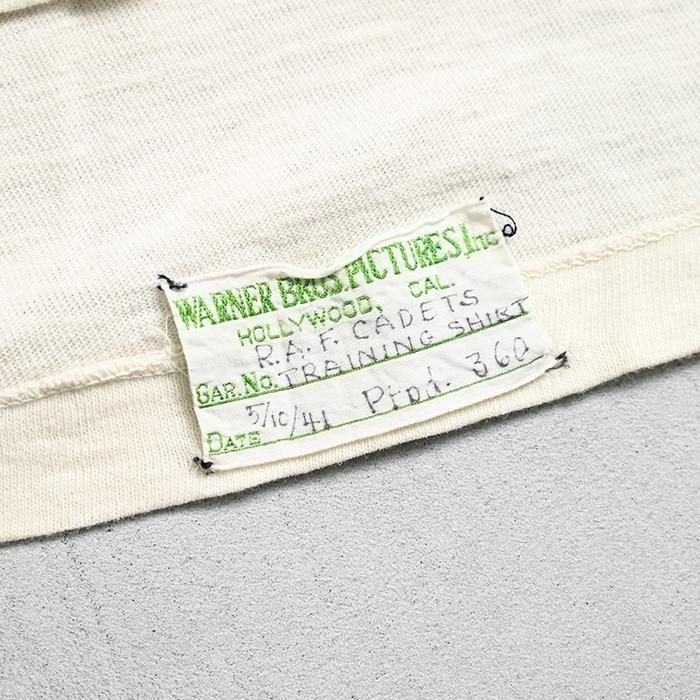 WARNER BROS. PICTURES, INC.
HOLLYWOOD, CAL.
R.A.F. CADETS
GAR. NO. TRAINING SHIRT
5/10/41 Prod. 360
DATE